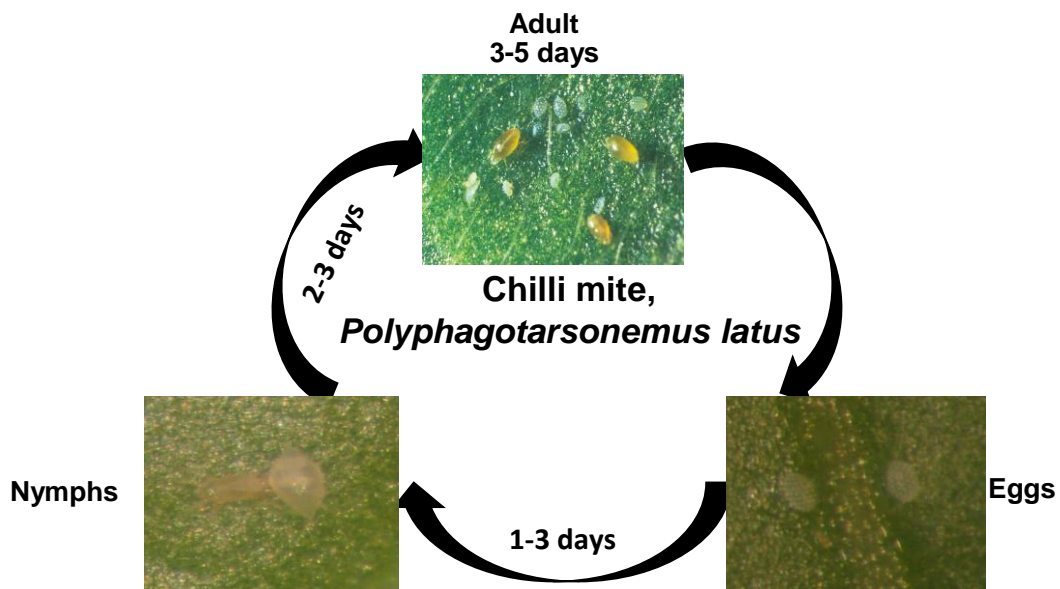 Adult
3-5 days
2-3 days
Chilli mite,
Polyphagotarsonemus latus
Nymphs
Eggs
1-3 days